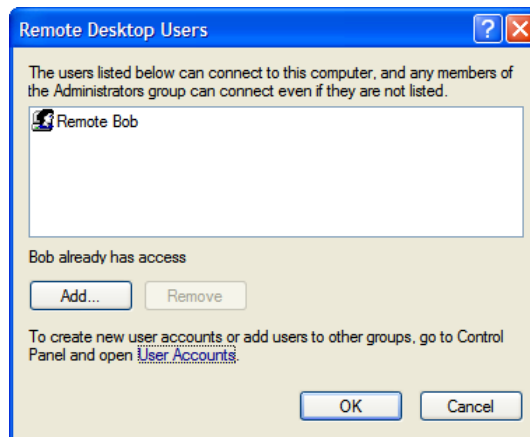 Remote Desktop Users
The users listed below can connect to this computer, and any members of
the Administrators group can connect even if they are not listed.
Remote Bob
Bob already has access
Add... Remove
To create new user accounts or add users to other groups, go to Control
Panel and open User Accounts.
OK Cancel